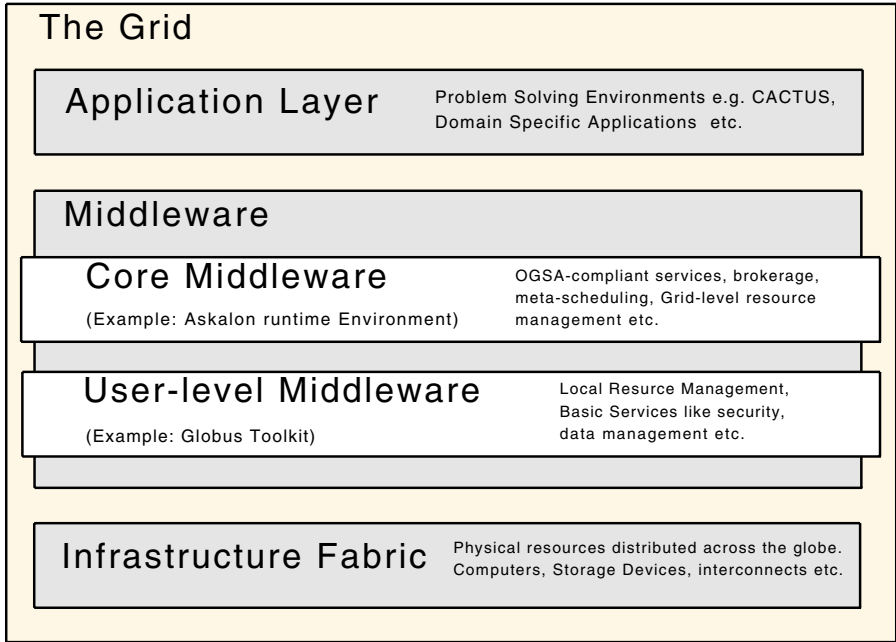 The Grid
Application Layer
Problem Solving Environments e.g. CACTUS,
Domain Specific Applications etc.
Middleware
Core Middleware
(Example: Askalon runtime Environment)
OGSA-compliant services, brokerage,
meta-scheduling, Grid-level resource
management etc.
User-level Middleware
(Example: Globus Toolkit)
Local Resurce Management,
Basic Services like security,
data management etc.
Infrastructure Fabric
Physical resources distributed across the globe.
Computers, Storage Devices, interconnects etc.